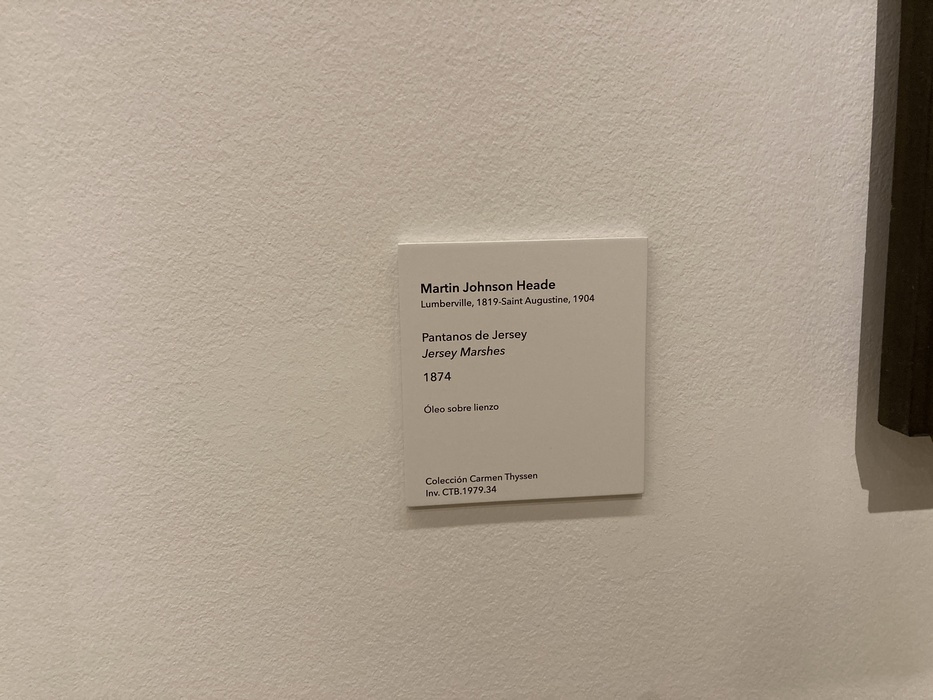 Martin Johnson Heade
Lumberville, 1819-Saint Augustine, 1904
Pantanos de Jersey
Jersey Marshes
1874
Óleo sobre lienzo
Colección Carmen Thyssen
Inv. CTB.1979.34